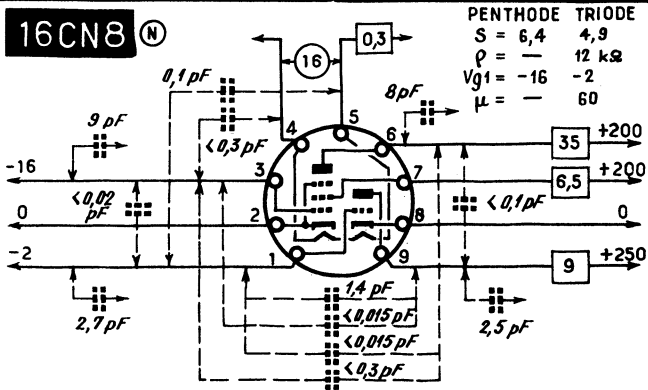 16CN8 N
PENTHODE TRIODE
S = 6,4 4,9
ρ = — 12 kΩ
Vg1 = -16 -2
μ = — 60
0,3
16
0,1 pF
8 pF
9 pF
<0,3 pF
4 5 6
35 +200
-16
3 7
6,5 +200
<0,02 pF
<0,1 pF
0 2 8 0
-2 1 9
9 +250
2,7 pF
1,4 pF
2,5 pF
<0,015 pF
<0,015 pF
<0,3 pF